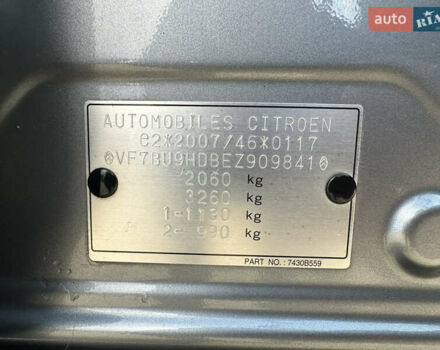 auto RIA
AUTOMOBILES CITROEN
e2*2007/46*0117
VF7BU9HDBEZ909841
2060 kg
3260 kg
1-1130 kg
2- 990 kg
PART NO. : 7430B559